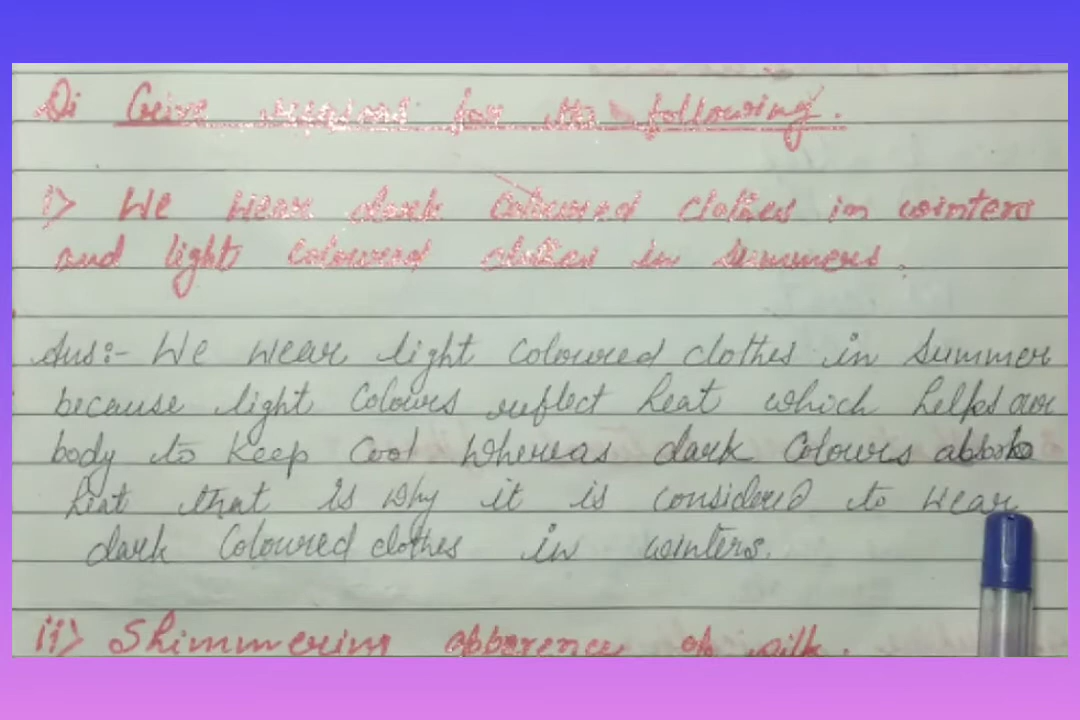 D: Give reasons for the following.
i> We wear dark coloured clothes in winters
and light coloured clothes in summers.
Ans:- We wear light coloured clothes in summer
because light colours reflect heat which helps our
body to keep cool whereas dark colours absorb
heat that is why it is considered to wear
dark coloured clothes in winters.
ii> Shimmering apparence of silk.